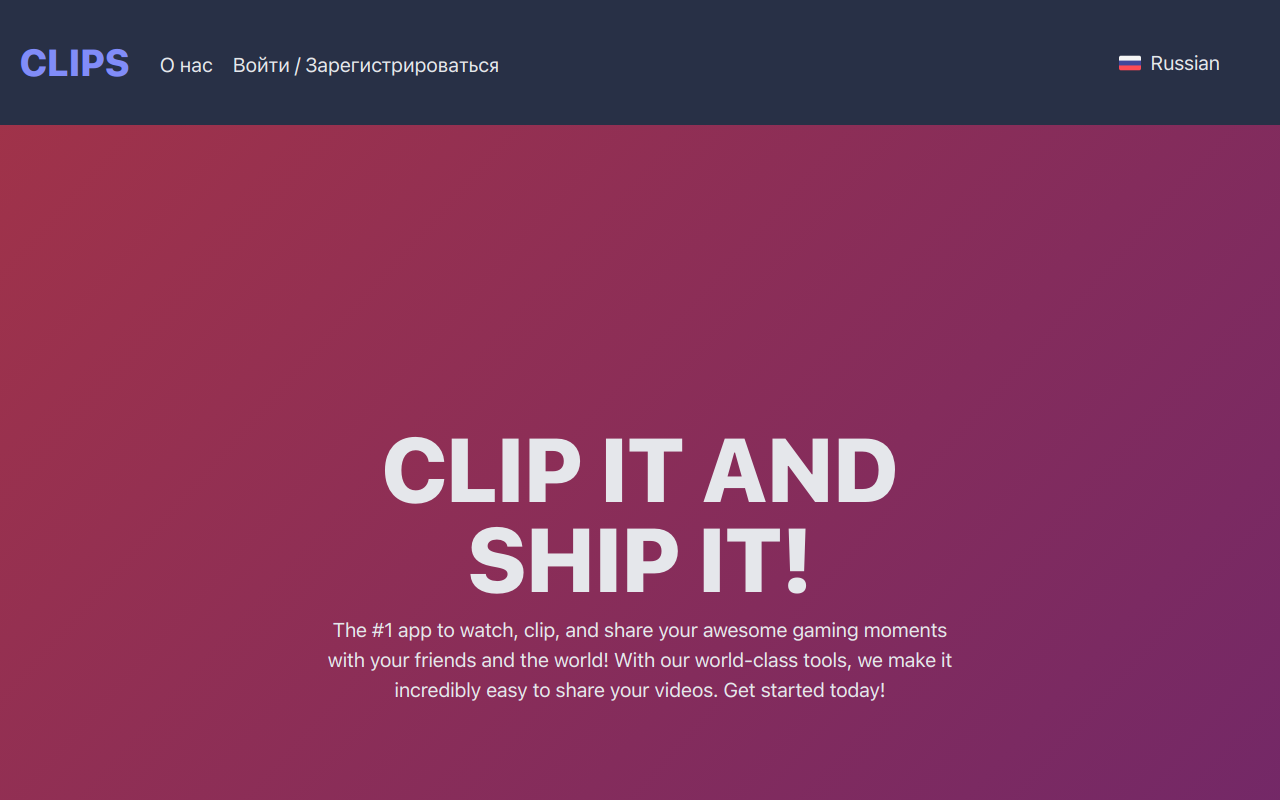 CLIPS
О нас
Войти / Зарегистрироваться
Russian
CLIP IT AND
SHIP IT!
The #1 app to watch, clip, and share your awesome gaming moments
with your friends and the world! With our world-class tools, we make it
incredibly easy to share your videos. Get started today!